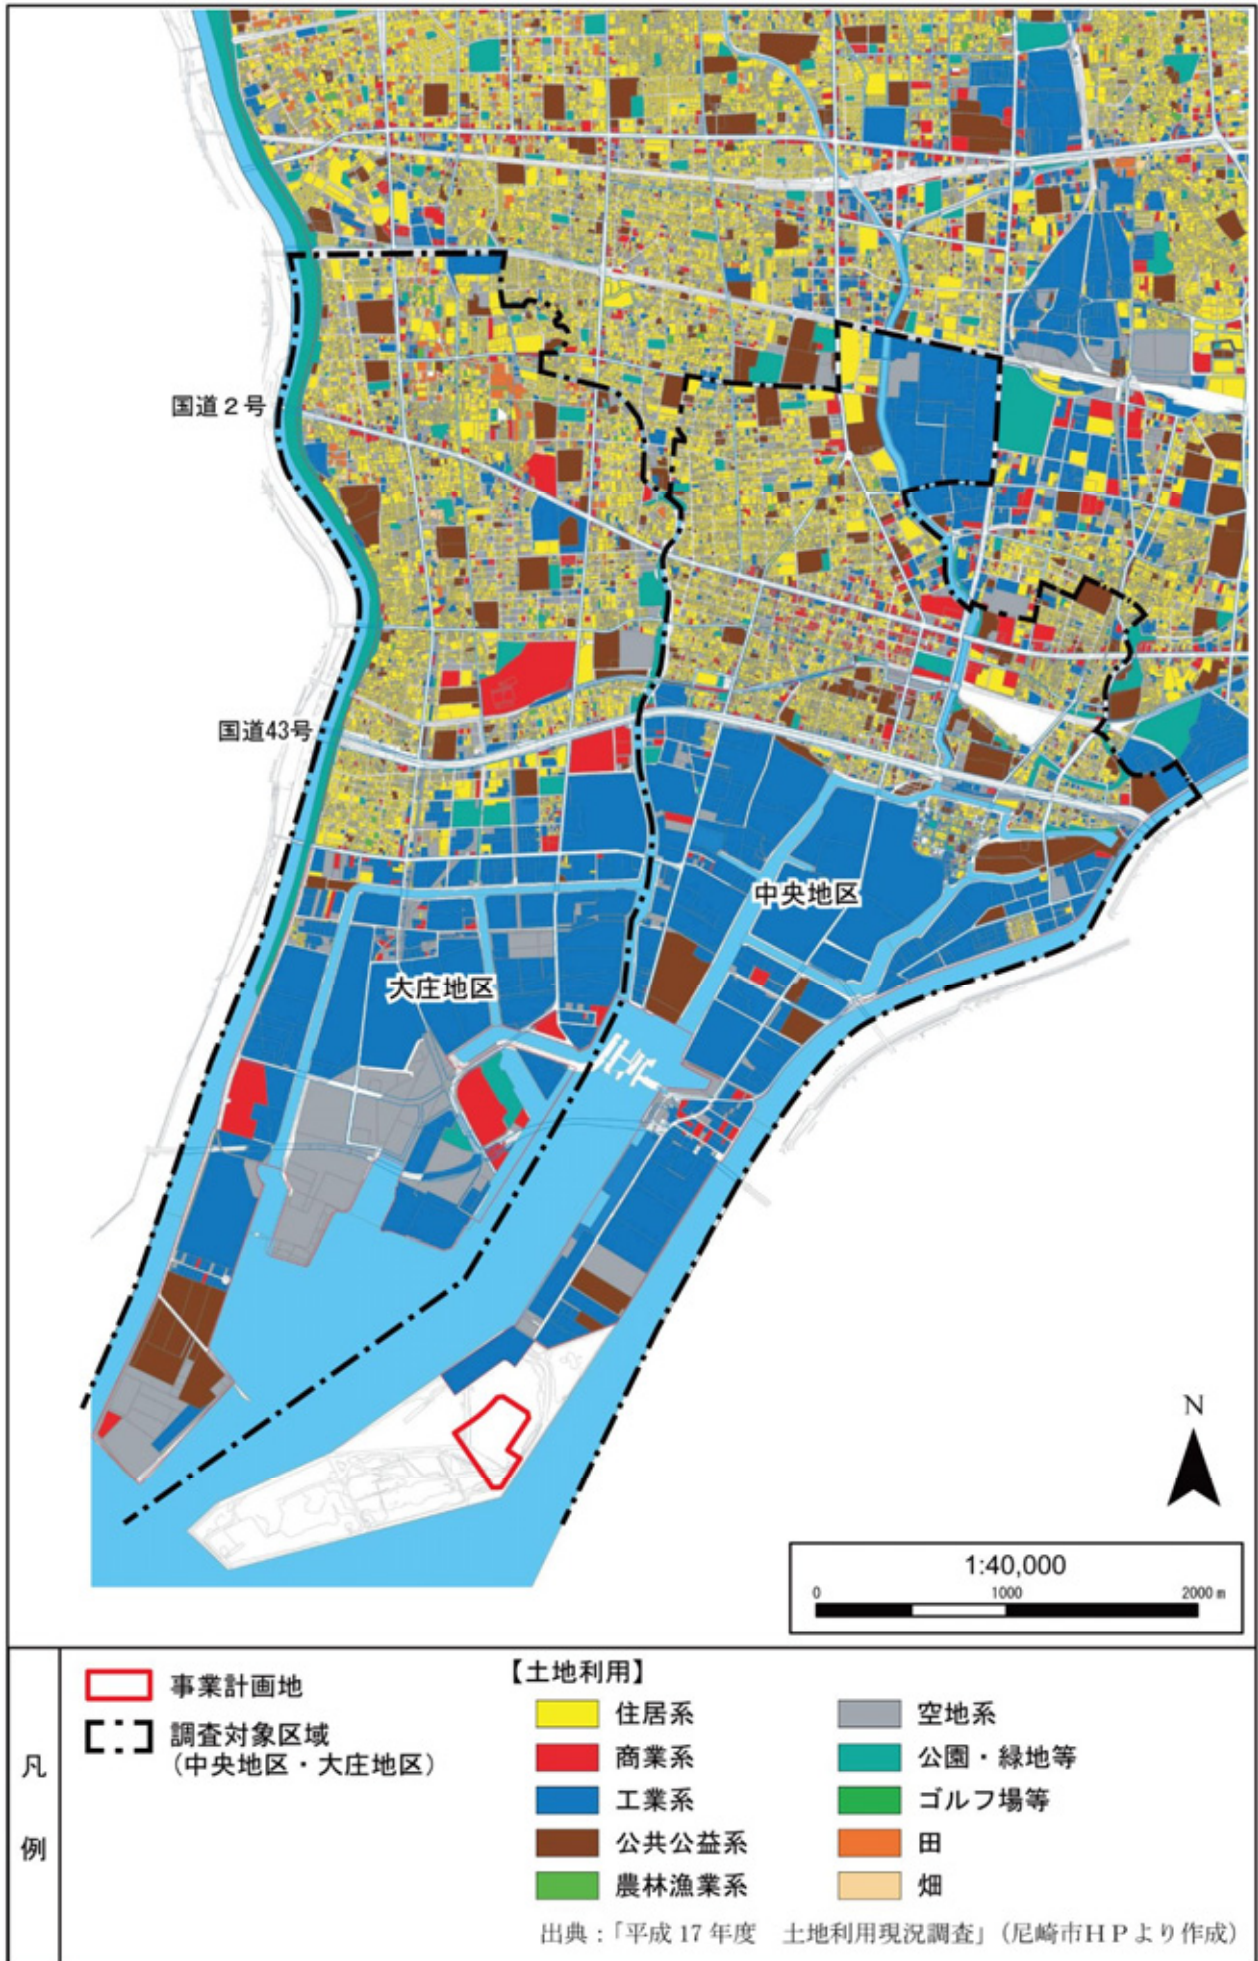 国道２号
国道43号
中央地区
大庄地区
N
1:40,000
0 1000 2000 m
凡例
事業計画地
調査対象区域
(中央地区・大庄地区)
【土地利用】
住居系
商業系
工業系
公共公益系
農林漁業系
空地系
公園・緑地等
ゴルフ場等
田
畑
出典：「平成 17 年度　土地利用現況調査」（尼崎市ＨＰより作成）